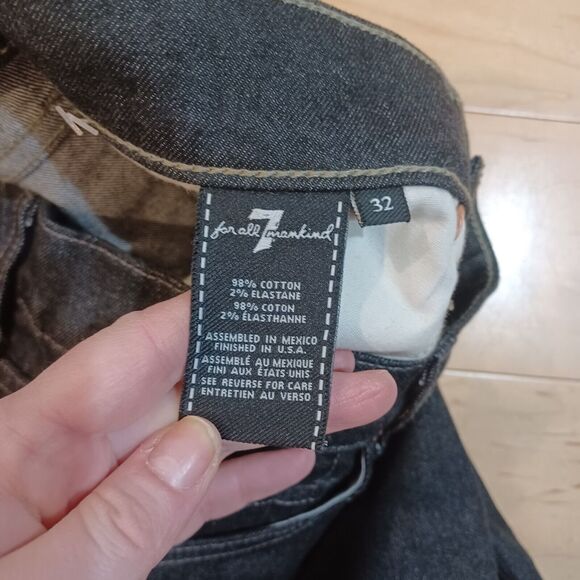 32
for all 7 mankind
98% COTTON
2% ELASTANE
98% COTON
2% ÉLASTHANNE
ASSEMBLED IN MEXICO
FINISHED IN U.S.A.
ASSEMBLÉ AU MEXIQUE
FINI AUX ÉTATS UNIS
SEE REVERSE FOR CARE
ENTRETIEN AU VERSO